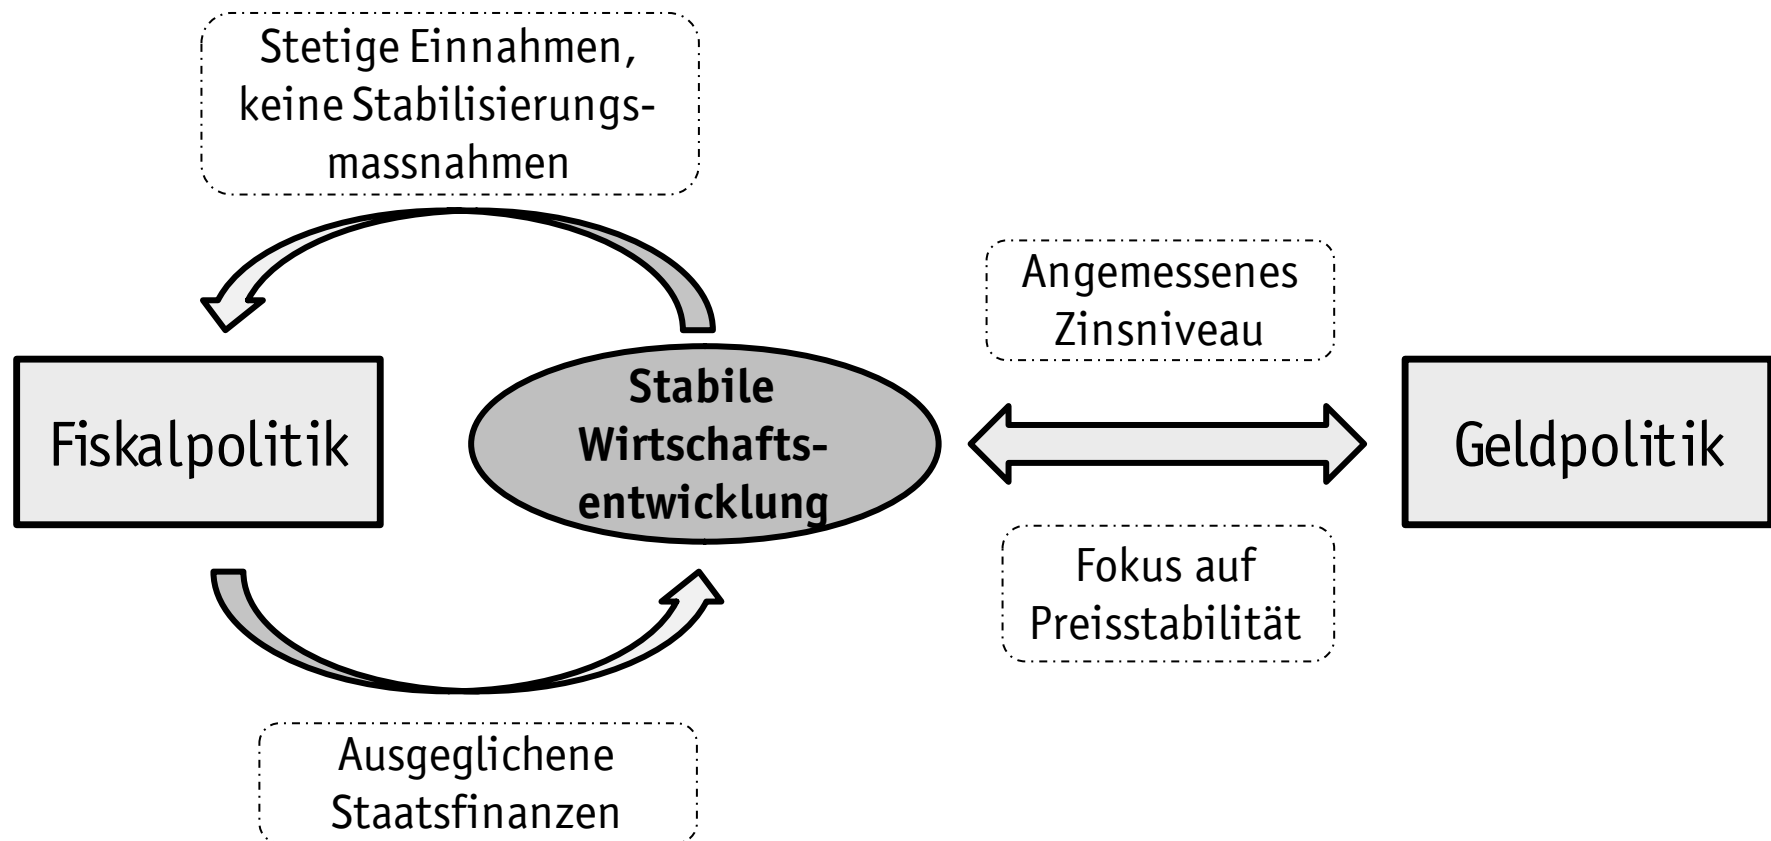 Stetige Einnahmen,
keine Stabilisierungs-
massnahmen
Angemessenes
Zinsniveau
Fiskalpolitik
Stabile
Wirtschafts-
entwicklung
Geldpolitik
Fokus auf
Preisstabilität
Ausgeglichene
Staatsfinanzen